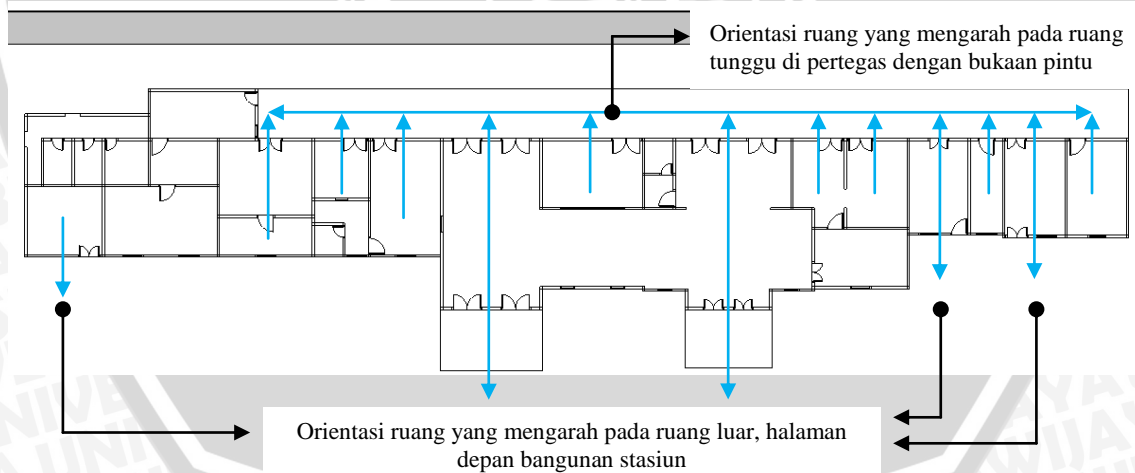 Orientasi ruang yang mengarah pada ruang
tunggu di pertegas dengan bukaan pintu
Orientasi ruang yang mengarah pada ruang luar, halaman
depan bangunan stasiun